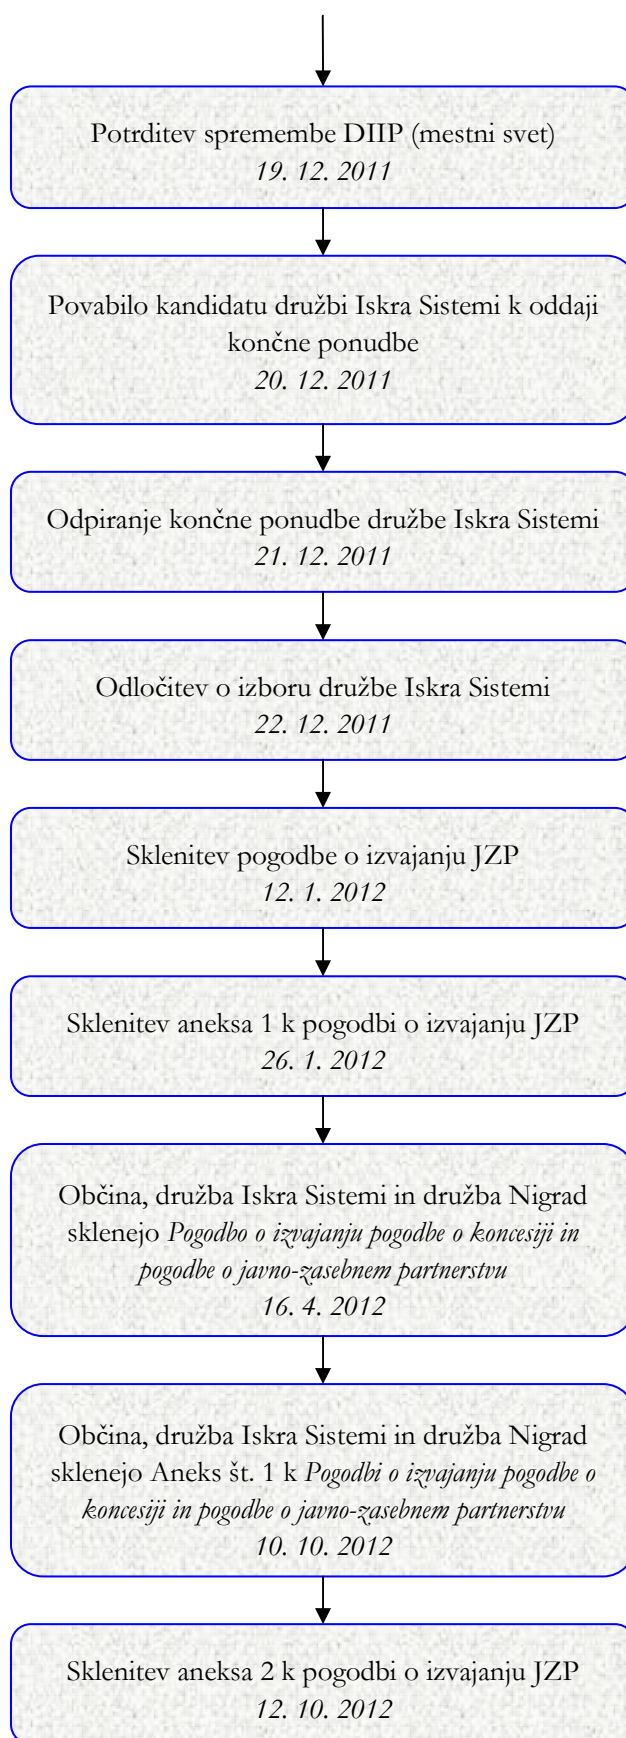 Potrditev spremembe DIIP (mestni svet)
19. 12. 2011
Povabilo kandidatu družbi Iskra Sistemi k oddaji
končne ponudbe
20. 12. 2011
Odpiranje končne ponudbe družbe Iskra Sistemi
21. 12. 2011
Odločitev o izboru družbe Iskra Sistemi
22. 12. 2011
Sklenitev pogodbe o izvajanju JZP
12. 1. 2012
Sklenitev aneksa 1 k pogodbi o izvajanju JZP
26. 1. 2012
Občina, družba Iskra Sistemi in družba Nigrad
sklenejo Pogodbo o izvajanju pogodbe o koncesiji in
pogodbe o javno-zasebnem partnerstvu
16. 4. 2012
Občina, družba Iskra Sistemi in družba Nigrad
sklenejo Aneks št. 1 k Pogodbi o izvajanju pogodbe o
koncesiji in pogodbe o javno-zasebnem partnerstvu
10. 10. 2012
Sklenitev aneksa 2 k pogodbi o izvajanju JZP
12. 10. 2012